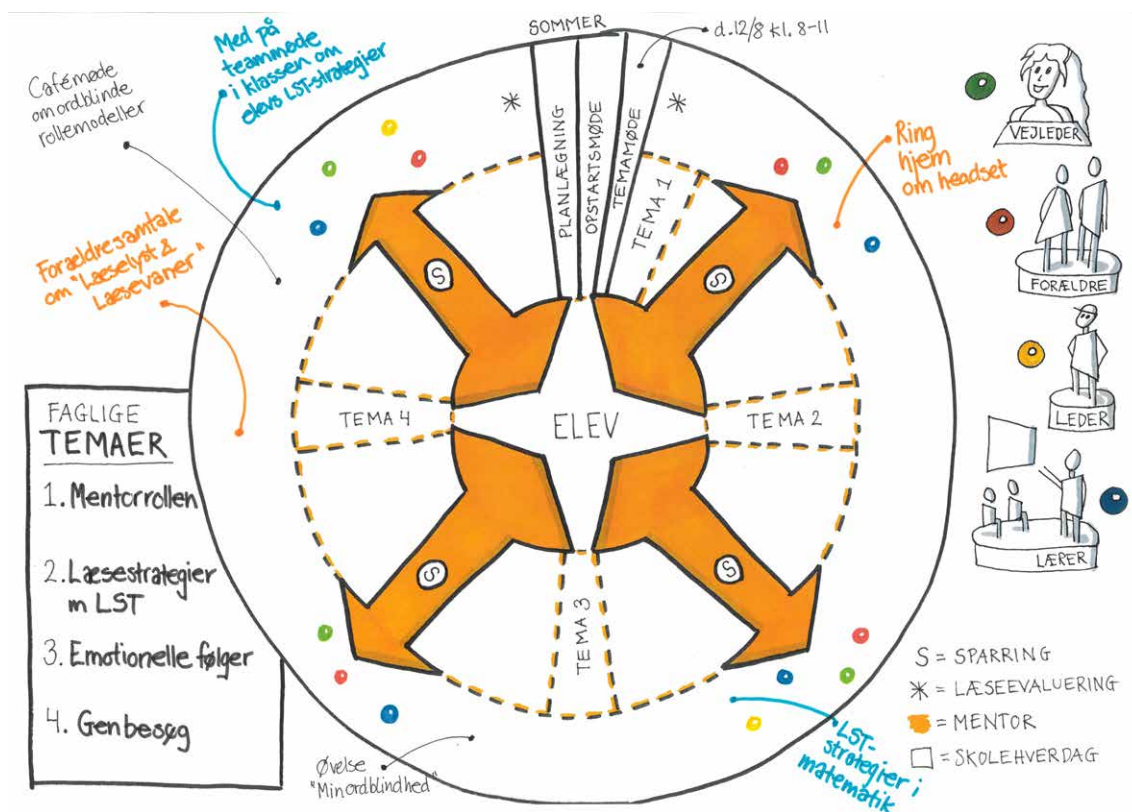 SOMMER
d.12/8 kl. 8-11
Med på
teammøde
i klassen om
elevs LST-strategier
Cafémøde
om ordblinde
rollemodeller
Forældresamtale
om "Læselyst &
Læsevaner"
PLANLÆGNING
OPSTARTSMØDE
TEMAMØDE
TEMA 1
Ring
hjem
om headset
S
S
TEMA 4
ELEV
TEMA 2
S
S
TEMA 3
FAGLIGE
TEMAER
1. Mentorrollen
2. Læsestrategier
m LST
3. Emotionelle følger
4. Genbesøg
Øvelse
"Min ordblindhed"
LST-
strategier i
matematik
VEJLEDER
FORÆLDRE
LEDER
LÆRER
S = SPARRING
* = LÆSEEVALUERING
= MENTOR
= SKOLEHVERDAG